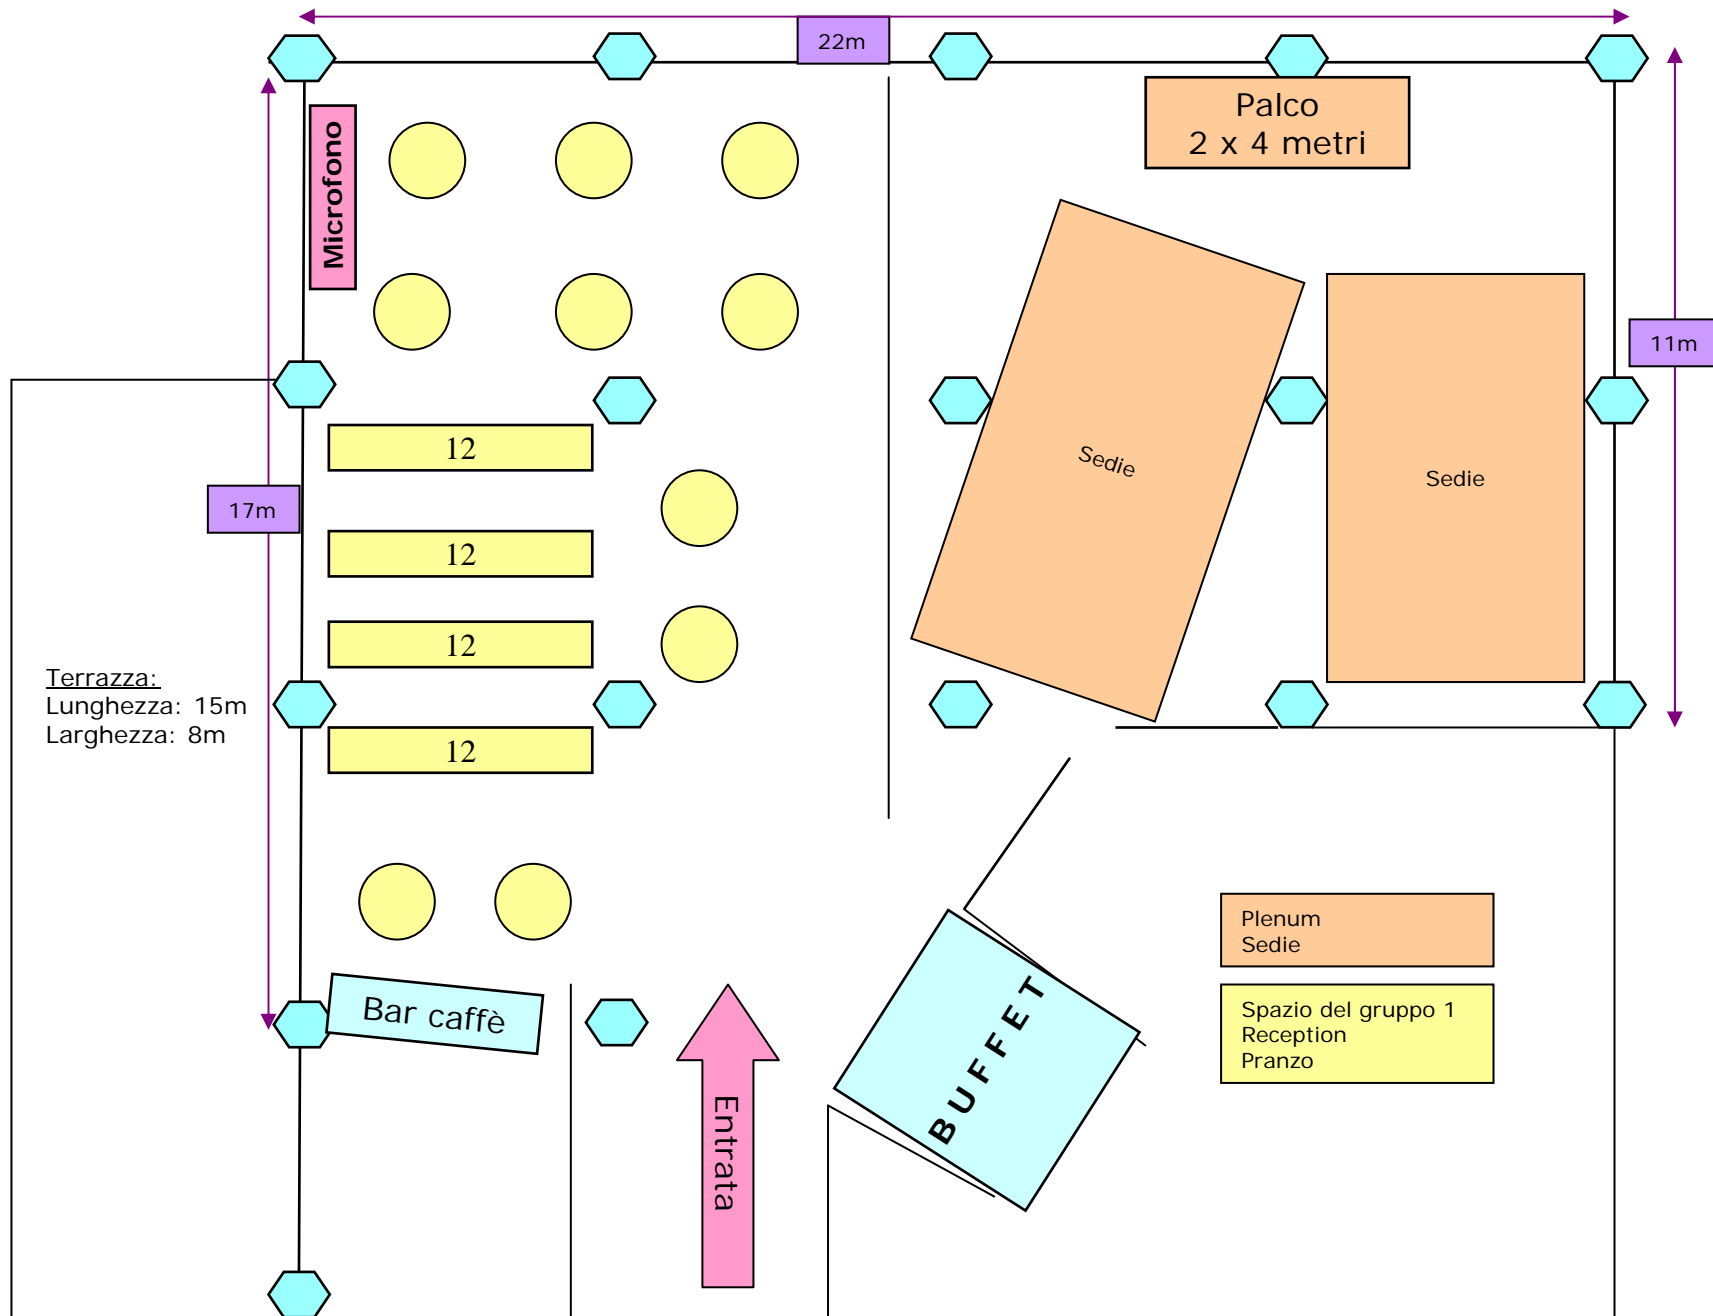 22m
Palco
2 x 4 metri
Microfono
11m
12
Sedie
Sedie
17m
12
12
Terrazza:
Lunghezza: 15m
Larghezza: 8m
12
Plenum
Sedie
Bar caffè
BUFFET
Spazio del gruppo 1
Reception
Pranzo
Entrata